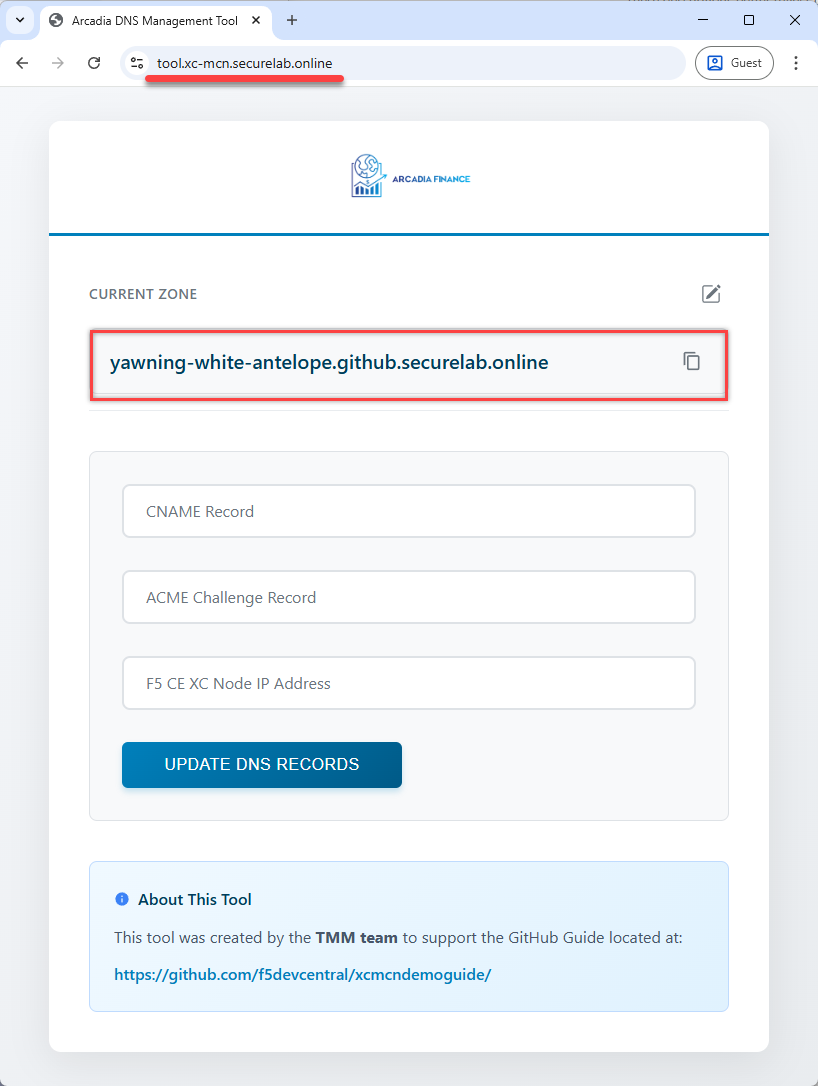 Arcadia DNS Management Tool
tool.xc-mcn.securelab.online
Guest
ARCADIA FINANCE
CURRENT ZONE
yawning-white-antelope.github.securelab.online
CNAME Record
ACME Challenge Record
F5 CE XC Node IP Address
UPDATE DNS RECORDS
About This Tool
This tool was created by the TMM team to support the GitHub Guide located at:
https://github.com/f5devcentral/xcmcndemoguide/